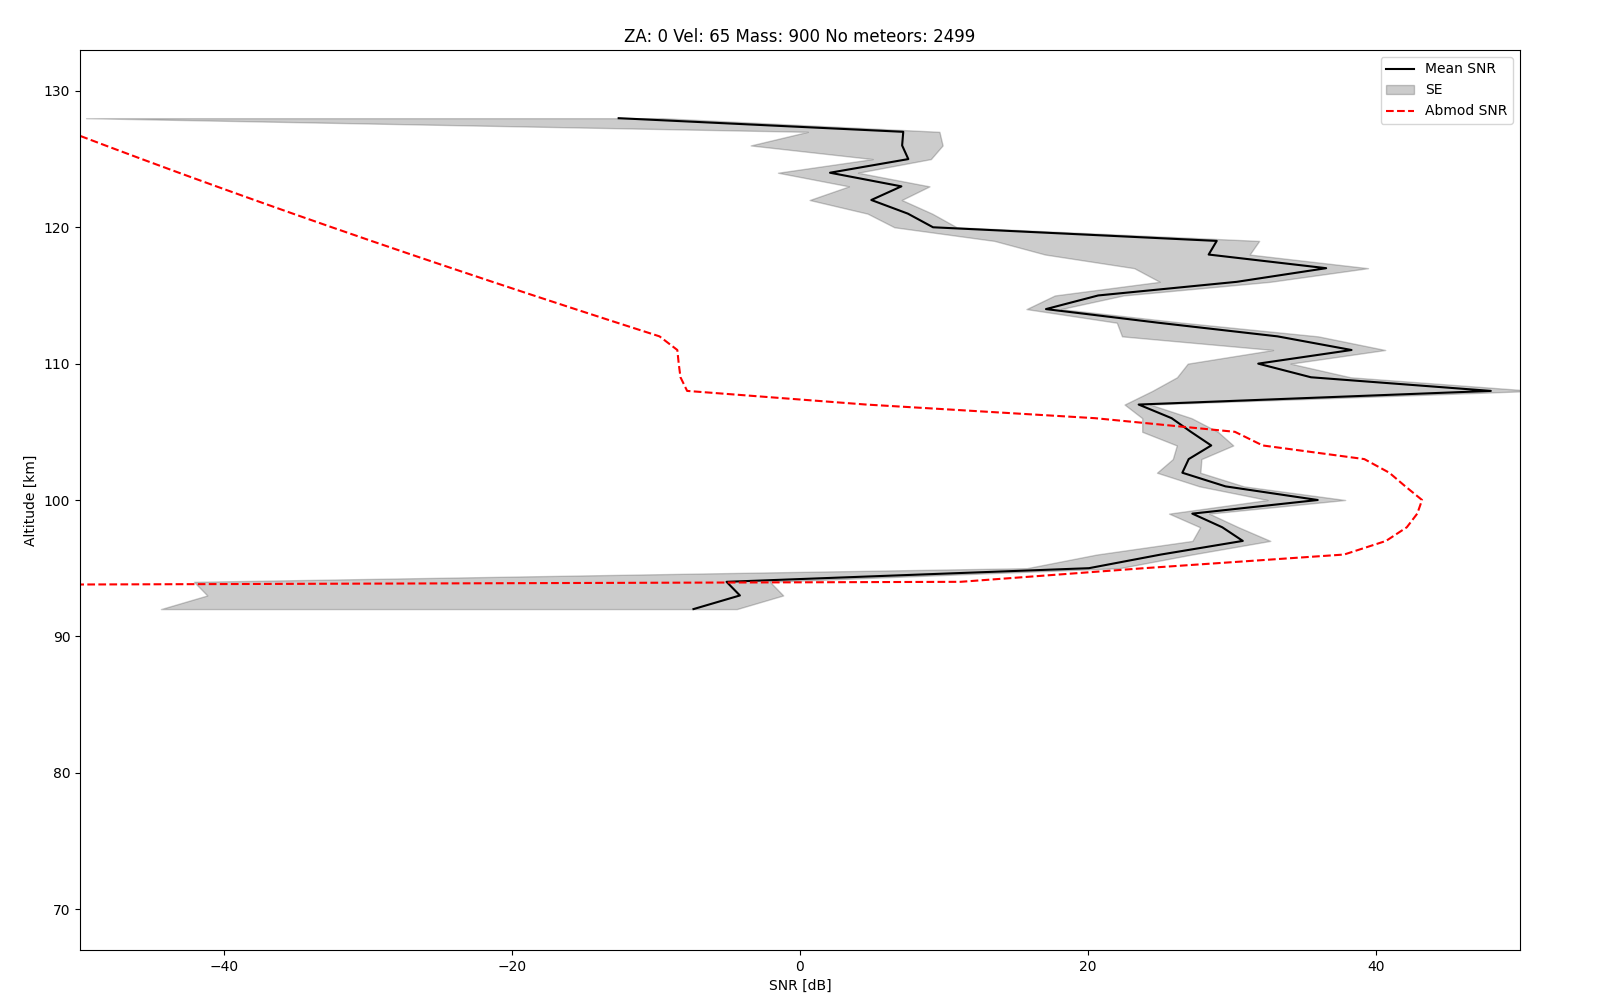 ZA: 0 Vel: 65 Mass: 900 No meteors: 2499
Mean SNR
SE
Abmod SNR
130
120
110
100
90
80
70
Altitude [km]
−40
−20
0
20
40
SNR [dB]